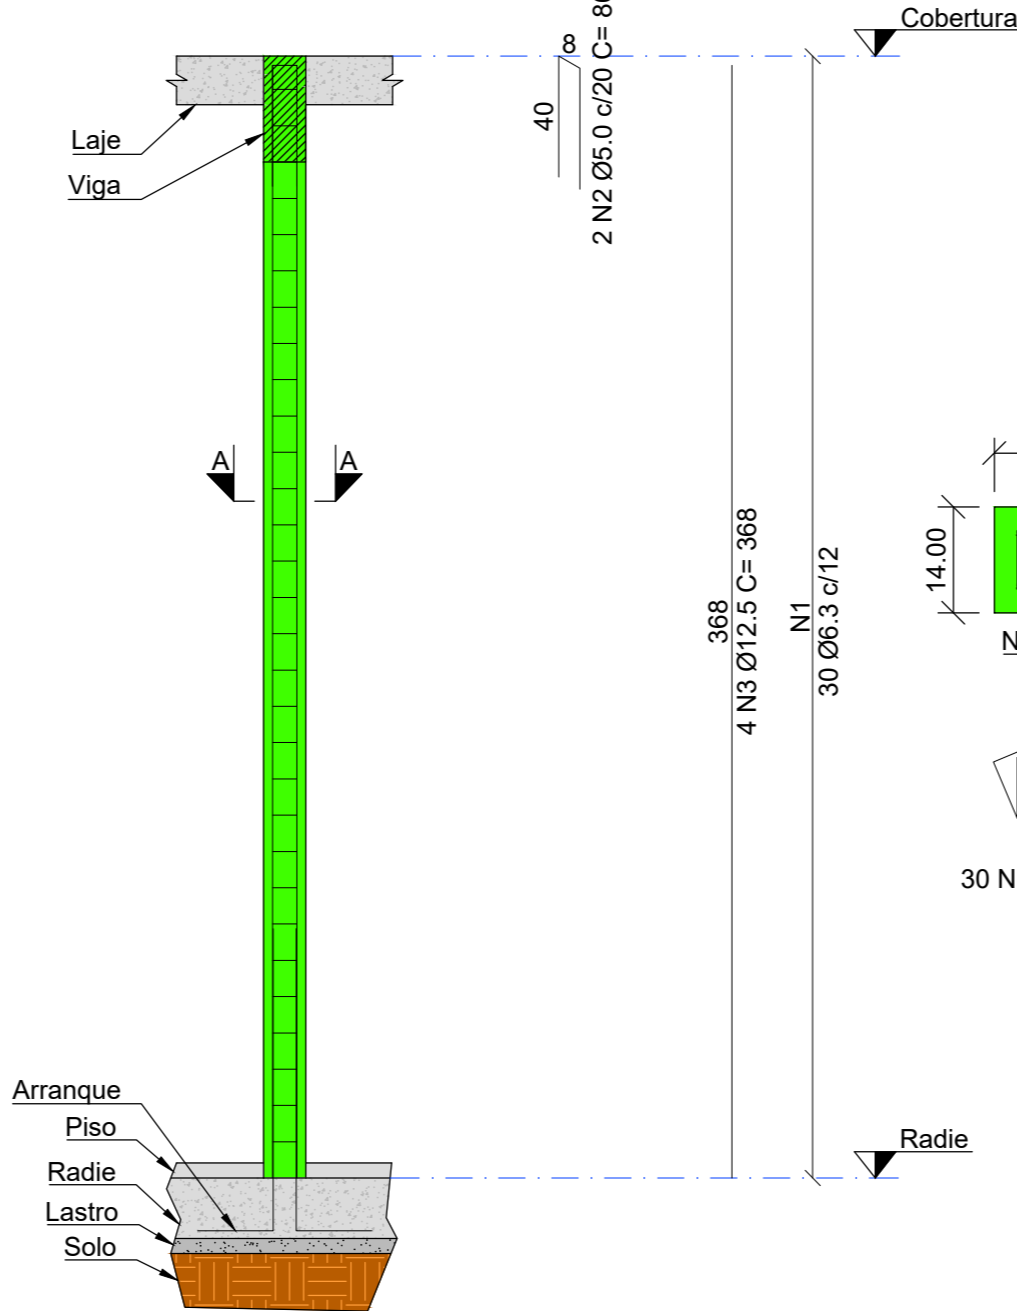 Cobertura
8
40
2 N2 Ø5.0 c/20 C=
Laje
Viga
A
A
368
4 N3 Ø12.5 C= 368
N1
30 Ø6.3 c/12
14.00
N
30 N
Arranque
Piso
Radie
Lastro
Solo
Radie